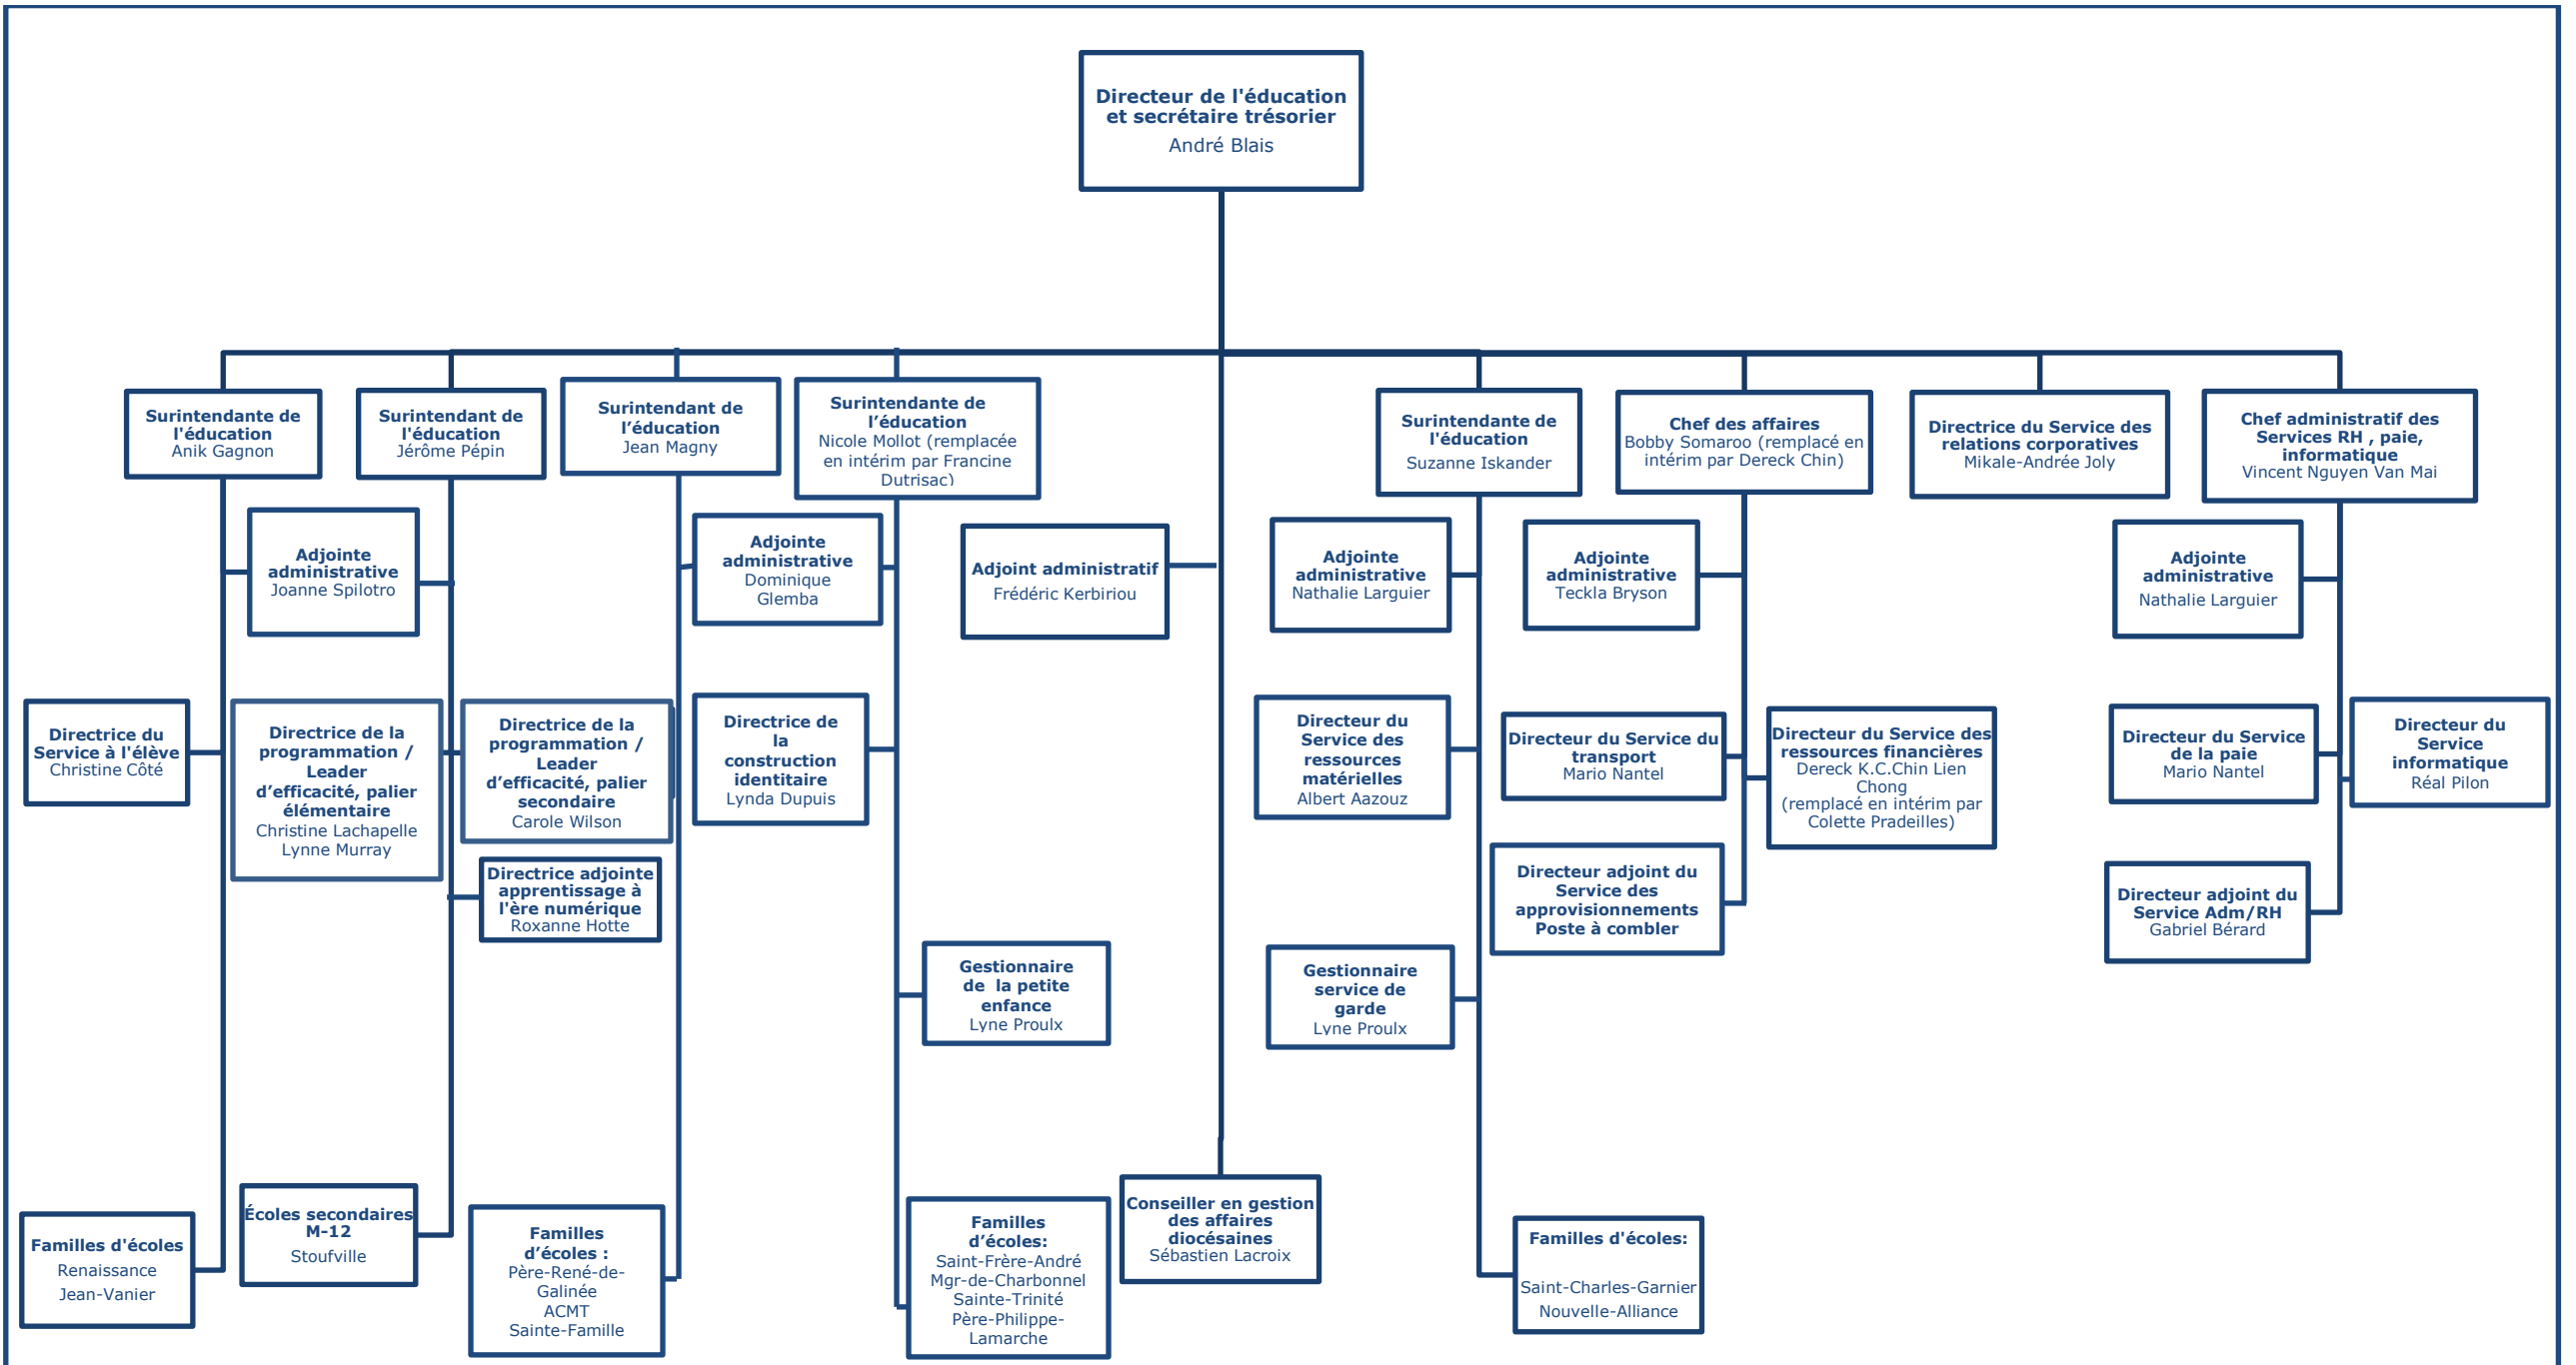 Directeur de l'éducation
et secrétaire trésorier
André Blais
Surintendante de
l'éducation
Anik Gagnon
Surintendant de
l'éducation
Jérôme Pépin
Surintendant de
l’éducation
Jean Magny
Surintendante de
l’éducation
Nicole Mollot (remplacée
en intérim par Francine
Dutrisac)
Surintendante de
l'éducation
Suzanne Iskander
Chef des affaires
Bobby Somaroo (remplacé en
intérim par Dereck Chin)
Directrice du Service des
relations corporatives
Mikale-Andrée Joly
Chef administratif des
Services RH , paie,
informatique
Vincent Nguyen Van Mai
Adjointe
administrative
Joanne Spilotro
Adjointe
administrative
Dominique
Glemba
Adjoint administratif
Frédéric Kerbiriou
Adjointe
administrative
Nathalie Larguier
Adjointe
administrative
Teckla Bryson
Adjointe
administrative
Nathalie Larguier
Directrice du
Service à l'élève
Christine Côté
Directrice de la
programmation /
Leader
d’efficacité, palier
élémentaire
Christine Lachapelle
Lynne Murray
Directrice de la
programmation /
Leader
d’efficacité, palier
secondaire
Carole Wilson
Directrice de
la
construction
identitaire
Lynda Dupuis
Directeur du
Service des
ressources
matérielles
Albert Aazouz
Directeur du Service du
transport
Mario Nantel
Directeur du Service des
ressources financières
Dereck K.C.Chin Lien
Chong
(remplacé en intérim par
Colette Pradeilles)
Directeur du Service
de la paie
Mario Nantel
Directeur du
Service
informatique
Réal Pilon
Directrice adjointe
apprentissage à
l'ère numérique
Roxanne Hotte
Directeur adjoint du
Service des
approvisionnements
Poste à combler
Directeur adjoint du
Service Adm/RH
Gabriel Bérard
Gestionnaire
de la petite
enfance
Lyne Proulx
Gestionnaire
service de
garde
Lyne Proulx
Familles d'écoles
Renaissance
Jean-Vanier
Écoles secondaires
M-12
Stoufville
Familles
d’écoles :
Père-René-de-
Galinée
ACMT
Sainte-Famille
Familles
d’écoles:
Saint-Frère-André
Mgr-de-Charbonnel
Sainte-Trinité
Père-Philippe-
Lamarche
Conseiller en gestion
des affaires
diocésaines
Sébastien Lacroix
Familles d'écoles:
Saint-Charles-Garnier
Nouvelle-Alliance